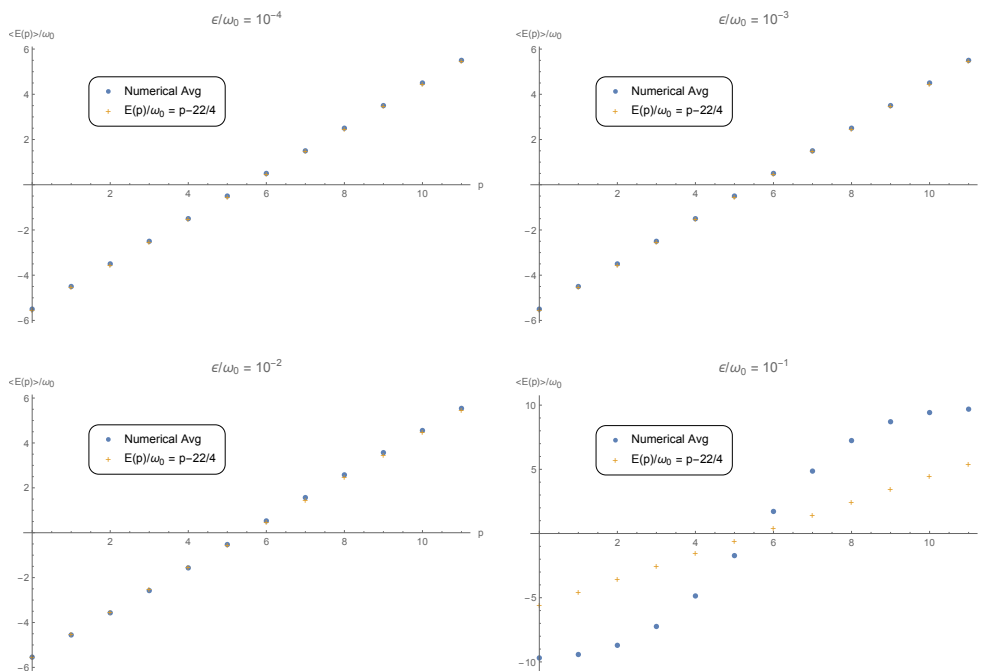 ϵ/ω0 = 10−4
<E(p)>/ω0
6
4
2
-2
-4
-6
2 4 6 8 10 p
Numerical Avg
E(p)/ω0 = p−22/4
ϵ/ω0 = 10−3
<E(p)>/ω0
6
4
2
-2
-4
-6
2 4 6 8 10 p
Numerical Avg
E(p)/ω0 = p−22/4
ϵ/ω0 = 10−2
<E(p)>/ω0
6
4
2
-2
-4
-6
2 4 6 8 10 p
Numerical Avg
E(p)/ω0 = p−22/4
ϵ/ω0 = 10−1
<E(p)>/ω0
10
5
-5
-10
2 4 6 8 10 p
Numerical Avg
E(p)/ω0 = p−22/4